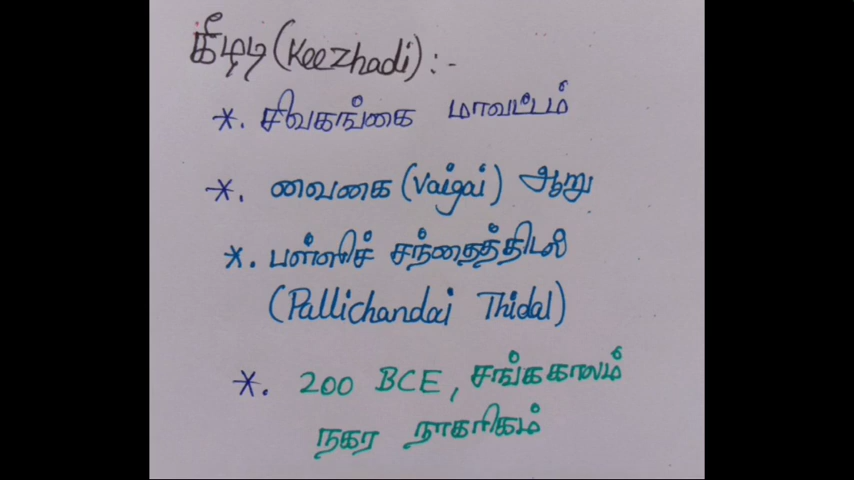 கீழடி (Keezhadi) :-
*. சிவகங்கை மாவட்டம்
*. வைகை (Vaigai) ஆறு
*. பள்ளிச் சந்தைத்திடல்
(Pallichandai Thidal)
*. 200 BCE, சங்ககாலம்
நகர நாகரிகம்